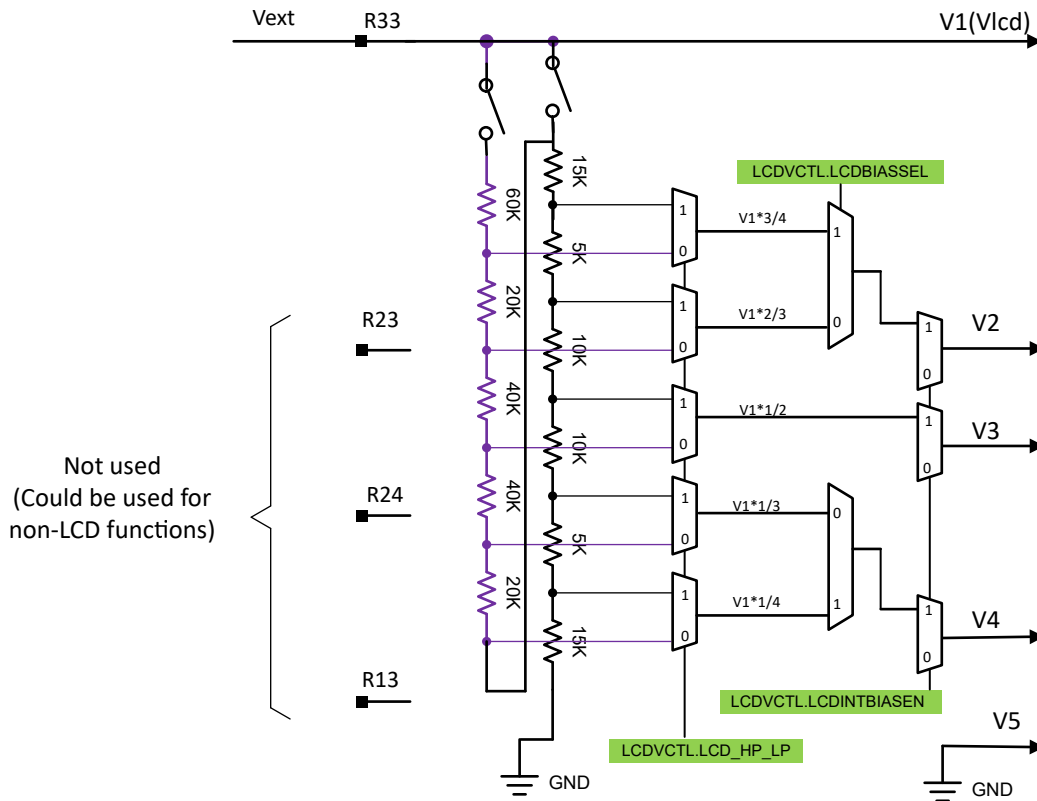 Vext
R33
V1(Vlcd)
15K
LCDVCTL.LCDBIASSEL
60K
1
V1*3/4
1
5K
0
20K
1
R23
V1*2/3
0
1
V2
10K
0
0
40K
1
V1*1/2
1
V3
10K
0
0
Not used
(Could be used for
non-LCD functions)
40K
1
V1*1/3
0
R24
5K
0
20K
1
V1*1/4
1
1
V4
15K
0
0
R13
LCDVCTL.LCDINTBIASEN
V5
LCDVCTL.LCD_HP_LP
GND
GND